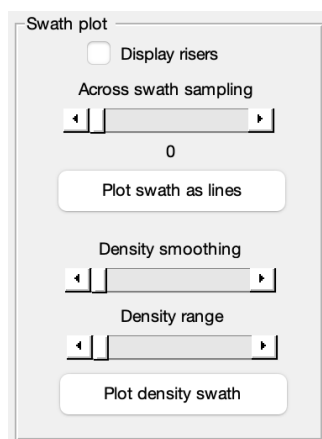 Swath plot
Display risers
Across swath sampling
0
Plot swath as lines
Density smoothing
Density range
Plot density swath